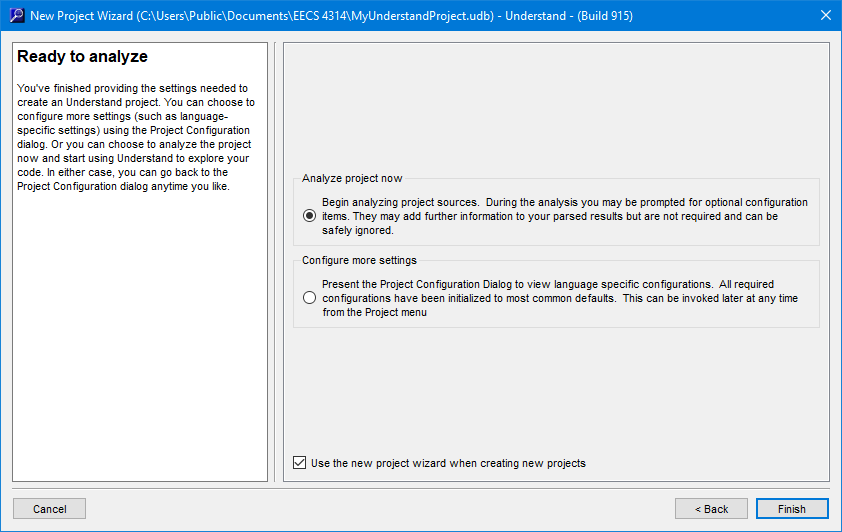 New Project Wizard (C:\Users\Public\Documents\EECS 4314\MyUnderstandProject.udb) - Understand - (Build 915)
Ready to analyze
You've finished providing the settings needed to
create an Understand project. You can choose to
configure more settings (such as language-
specific settings) using the Project Configuration
dialog. Or you can choose to analyze the project
now and start using Understand to explore your
code. In either case, you can go back to the
Project Configuration dialog anytime you like.
Analyze project now
Begin analyzing project sources.  During the analysis you may be prompted for optional configuration
items. They may add further information to your parsed results but are not required and can be
safely ignored.
Configure more settings
Present the Project Configuration Dialog to view language specific configurations.  All required
configurations have been initialized to most common defaults.  This can be invoked later at any time
from the Project menu
Use the new project wizard when creating new projects
Cancel
< Back
Finish